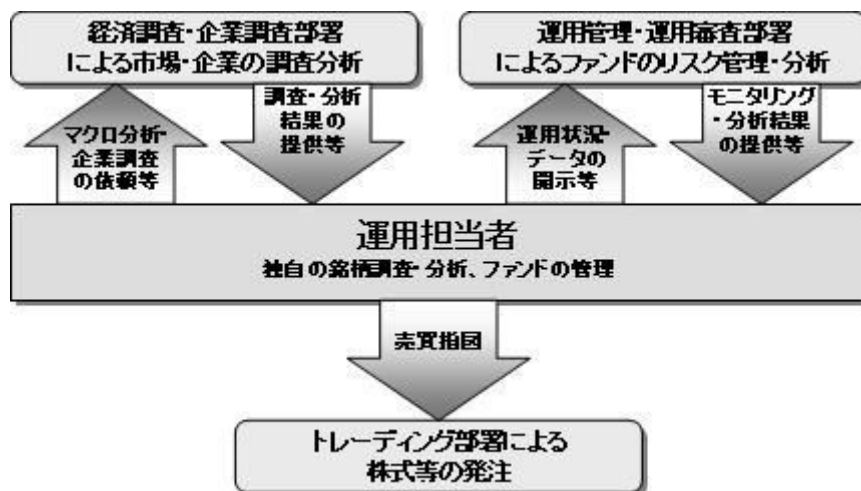 経済調査・企業調査部署
による市場・企業の調査分析
運用管理・運用審査部署
によるファンドのリスク管理・分析
マクロ分析・
企業調査
の依頼等
調査・分析
結果の
提供等
運用状況・
データの
開示等
モニタリング
・分析結果
の提供等
運用担当者
独自の銘柄調査・分析、ファンドの管理
売買指図
トレーディング部署による
株式等の発注